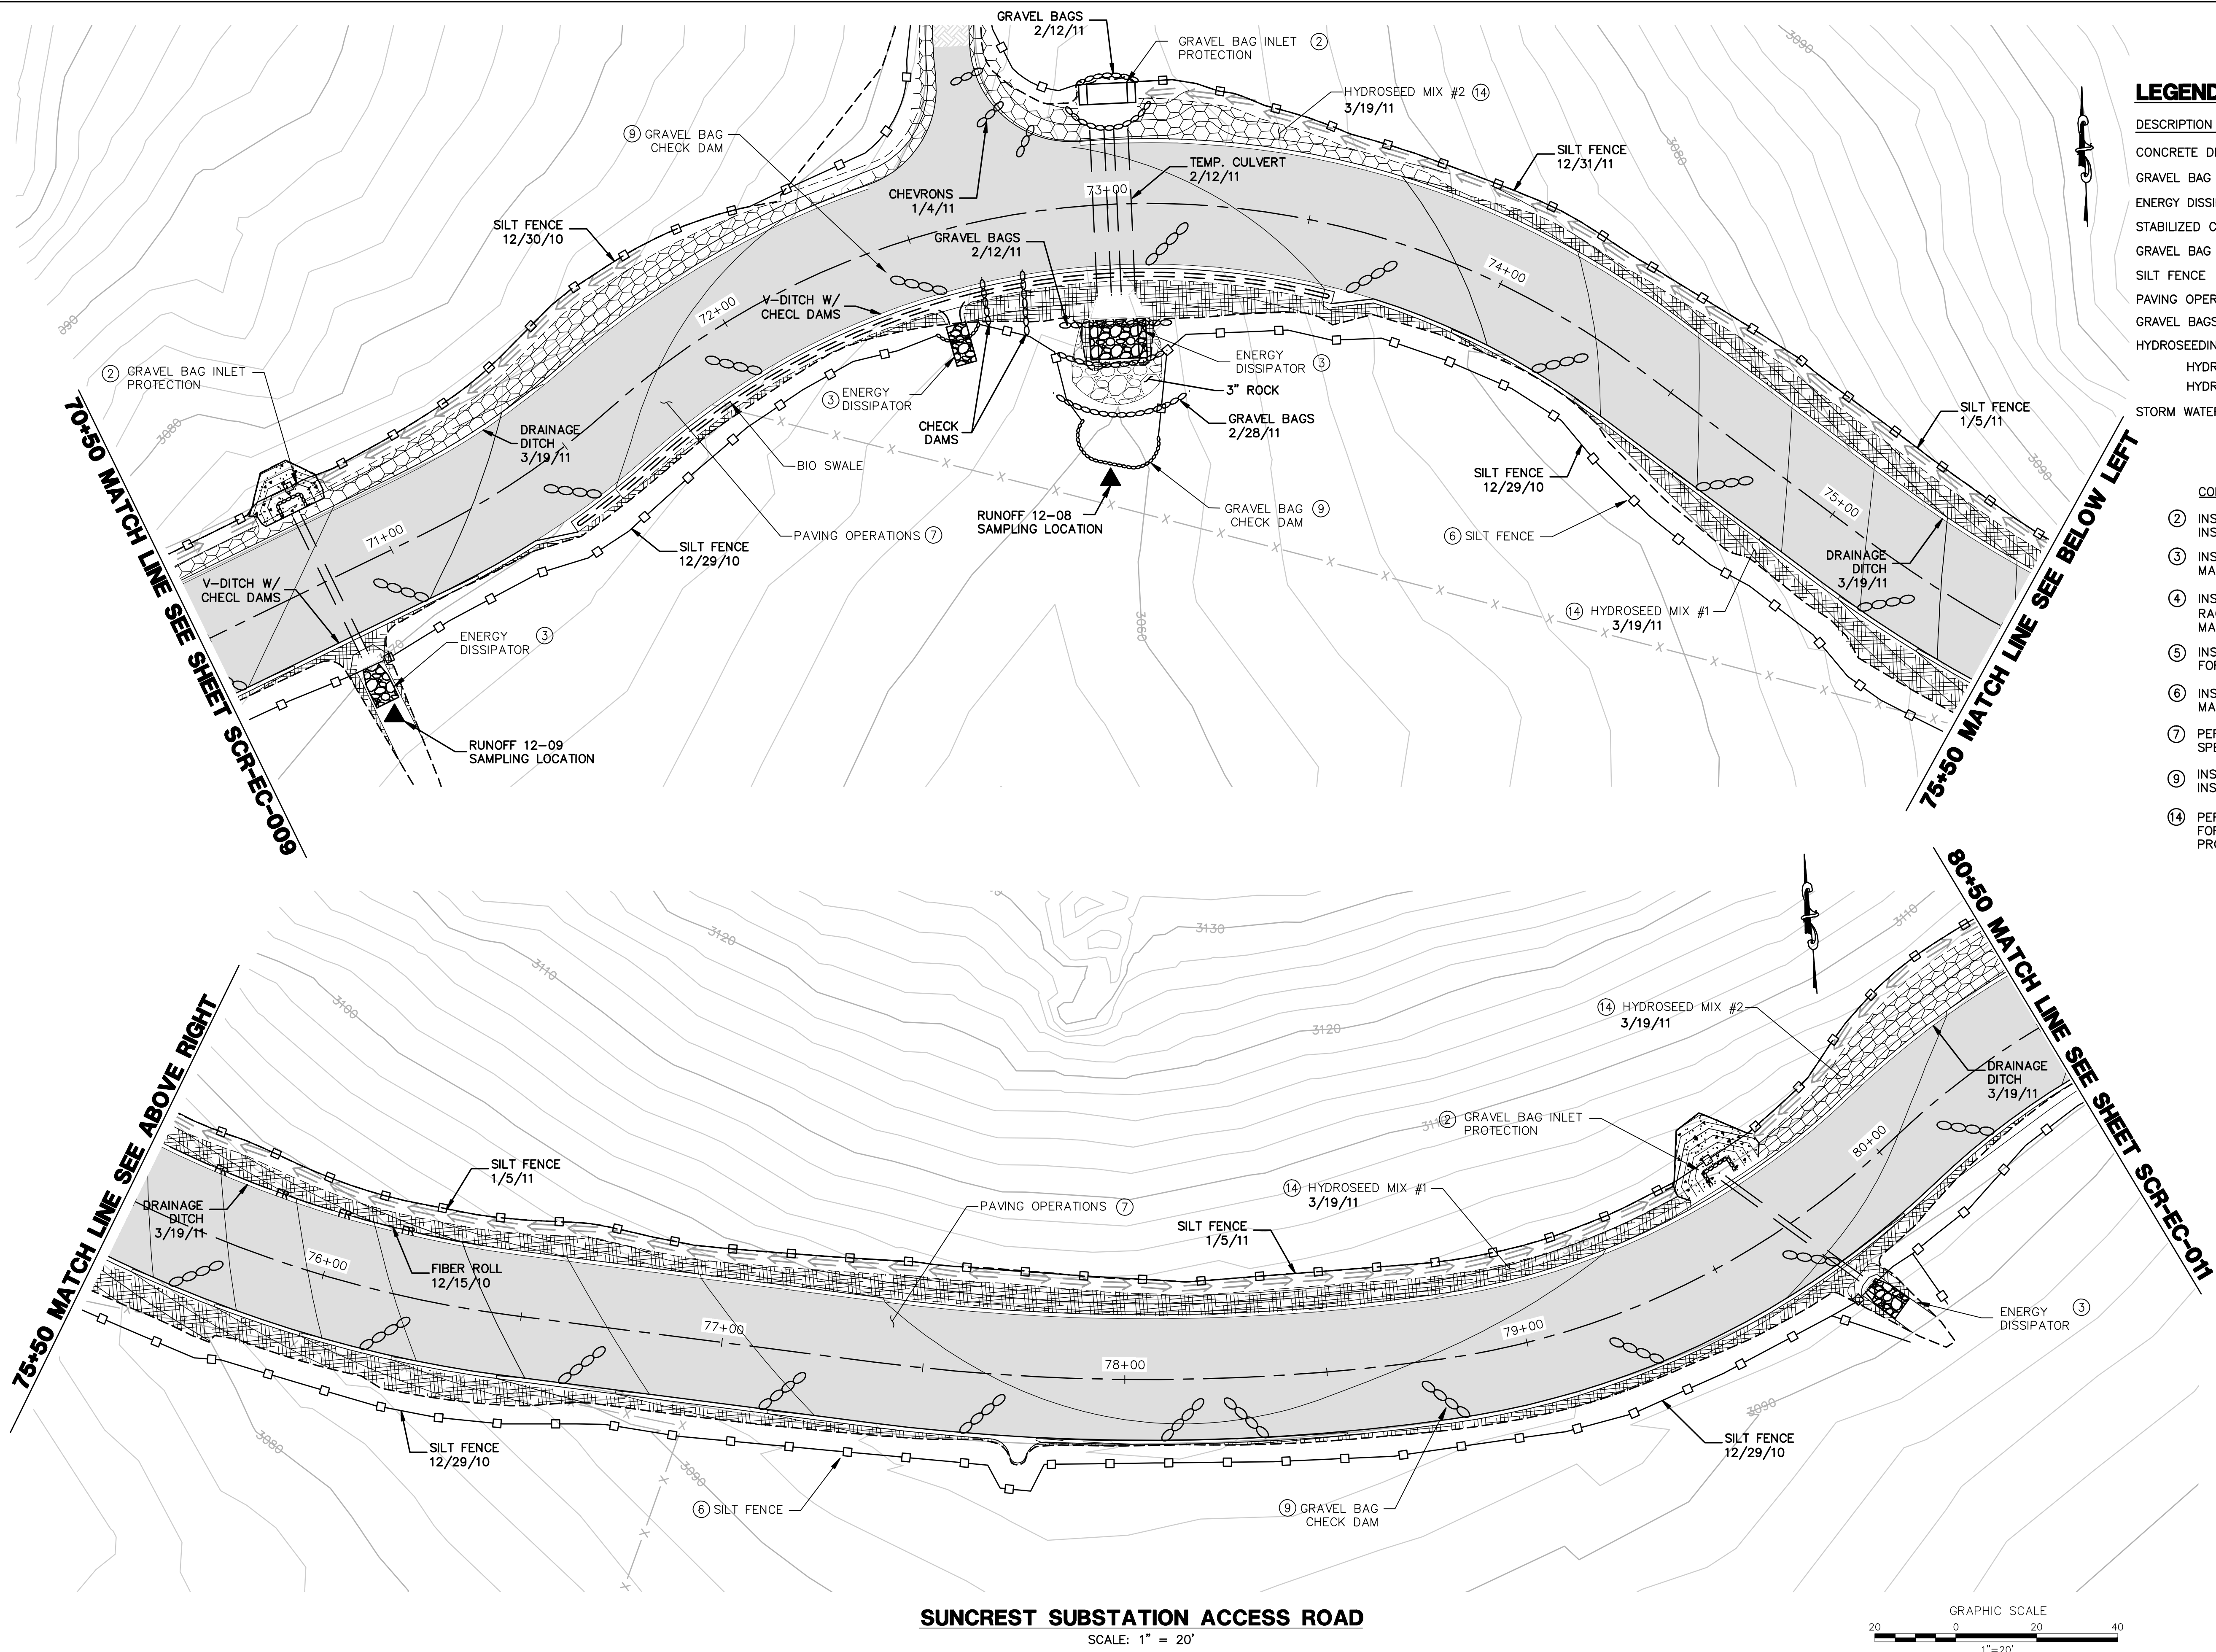 GRAVEL BAGS
2/12/11
GRAVEL BAG INLET ②
PROTECTION
HYDROSEED MIX #2 ⑭
3/19/11
3090
⑨ GRAVEL BAG
CHECK DAM
SILT FENCE
12/31/11
3080
TEMP. CULVERT
2/12/11
73+00
CHEVRONS
1/4/11
SILT FENCE
12/30/10
GRAVEL BAGS
2/12/11
74+00
V-DITCH W/
CHECL DAMS
72+00
② GRAVEL BAG INLET
PROTECTION
③ ENERGY
DISSIPATOR
ENERGY
DISSIPATOR ③
3" ROCK
GRAVEL BAGS
2/28/11
CHECK
DAMS
SILT FENCE
1/5/11
3080
DRAINAGE
DITCH
3/19/11
BIO SWALE
3090
SILT FENCE
12/29/10
75+00
71+00
PAVING OPERATIONS ⑦
RUNOFF 12-08
SAMPLING LOCATION
GRAVEL BAG ⑨
CHECK DAM
⑥ SILT FENCE
SILT FENCE
12/29/10
DRAINAGE
DITCH
3/19/11
V-DITCH W/
CHECL DAMS
⑭ HYDROSEED MIX #1
3/19/11
3060
ENERGY ③
DISSIPATOR
RUNOFF 12-09
SAMPLING LOCATION
70+50 MATCH LINE SEE SHEET SCR-EC-009
75+50 MATCH LINE SEE BELOW LEFT
LEGEND
DESCRIPTION
CONCRETE
GRAVEL BAG
ENERGY
STABILIZED
GRAVEL BAG
SILT FENCE
PAVING
GRAVEL BAGS
STORM
②
③
④
⑤
FOR
⑥
⑦
⑨
⑭
75+50 MATCH LINE SEE ABOVE RIGHT
80+50 MATCH LINE SEE SHEET SCR-EC-011
3120
3130
3110
3110
3100
3120
⑭ HYDROSEED MIX #2
3/19/11
DRAINAGE
DITCH
3/19/11
② GRAVEL BAG INLET
PROTECTION
80+00
SILT FENCE
1/5/11
⑭ HYDROSEED MIX #1
3/19/11
PAVING OPERATIONS ⑦
SILT FENCE
1/5/11
DRAINAGE
DITCH
3/19/11
FR
FR
FR
FR
FIBER ROLL
12/15/10
76+00
77+00
78+00
79+00
ENERGY ③
DISSIPATOR
3090
SILT FENCE
12/29/10
3080
SILT FENCE
12/29/10
3090
⑥ SILT FENCE
⑨ GRAVEL BAG
CHECK DAM
SUNCREST SUBSTATION ACCESS ROAD
SCALE: 1" = 20'
GRAPHIC SCALE
20 0 20 40
1"=20'